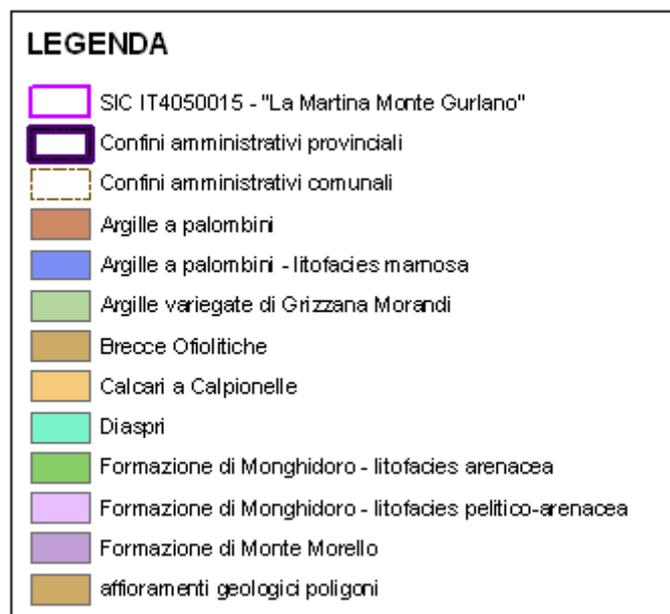 LEGENDA
SIC IT4050015 - "La Martina Monte Gurlano"
Confini amministrativi provinciali
Confini amministrativi comunali
Argille a palombini
Argille a palombini - litofacies marnosa
Argille variegate di Grizzana Morandi
Brecce Ofiolitiche
Calcari a Calpionelle
Diaspri
Formazione di Monghidoro - litofacies arenacea
Formazione di Monghidoro - litofacies pelitico-arenacea
Formazione di Monte Morello
affioramenti geologici poligoni